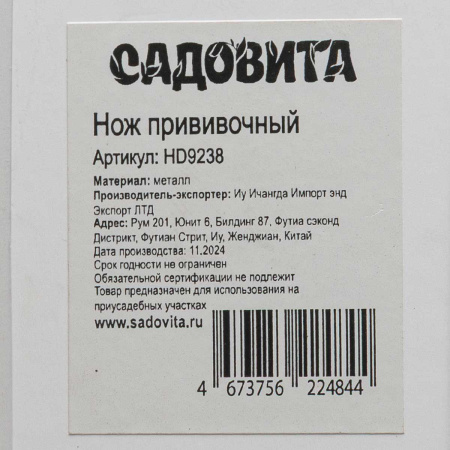 САДОВИТА
Нож прививочный
Артикул: HD9238
Материал: металл
Производитель-экспортер: Иу Ичангда Импорт энд
Экспорт ЛТД
Адрес: Рум 201, Юнит 6, Билдинг 87, Футиа сэконд
Дистрикт, Футиан Стрит, Иу, Женджиан, Китай
Дата производства: 11.2024
Срок годности не ограничен
Обязательной сертификации не подлежит
Товар предназначен для использования на
приусадебных участках
www.sadovita.ru
4 673756 224844